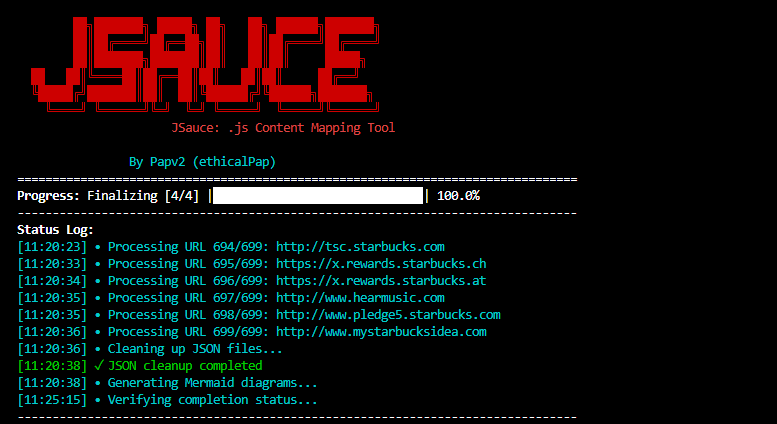 JSAUCE
JSauce: .js Content Mapping Tool
By Papv2 (ethicalPap)
================================================================================
Progress: Finalizing [4/4] |██████████████████████████████| 100.0%
--------------------------------------------------------------------------------
Status Log:
[11:20:23] • Processing URL 694/699: http://tsc.starbucks.com
[11:20:33] • Processing URL 695/699: https://x.rewards.starbucks.ch
[11:20:34] • Processing URL 696/699: https://x.rewards.starbucks.at
[11:20:35] • Processing URL 697/699: http://www.hearmusic.com
[11:20:35] • Processing URL 698/699: http://www.pledge5.starbucks.com
[11:20:36] • Processing URL 699/699: http://www.mystarbucksidea.com
[11:20:36] • Cleaning up JSON files...
[11:20:38] ✓ JSON cleanup completed
[11:20:38] • Generating Mermaid diagrams...
[11:25:15] • Verifying completion status...
--------------------------------------------------------------------------------